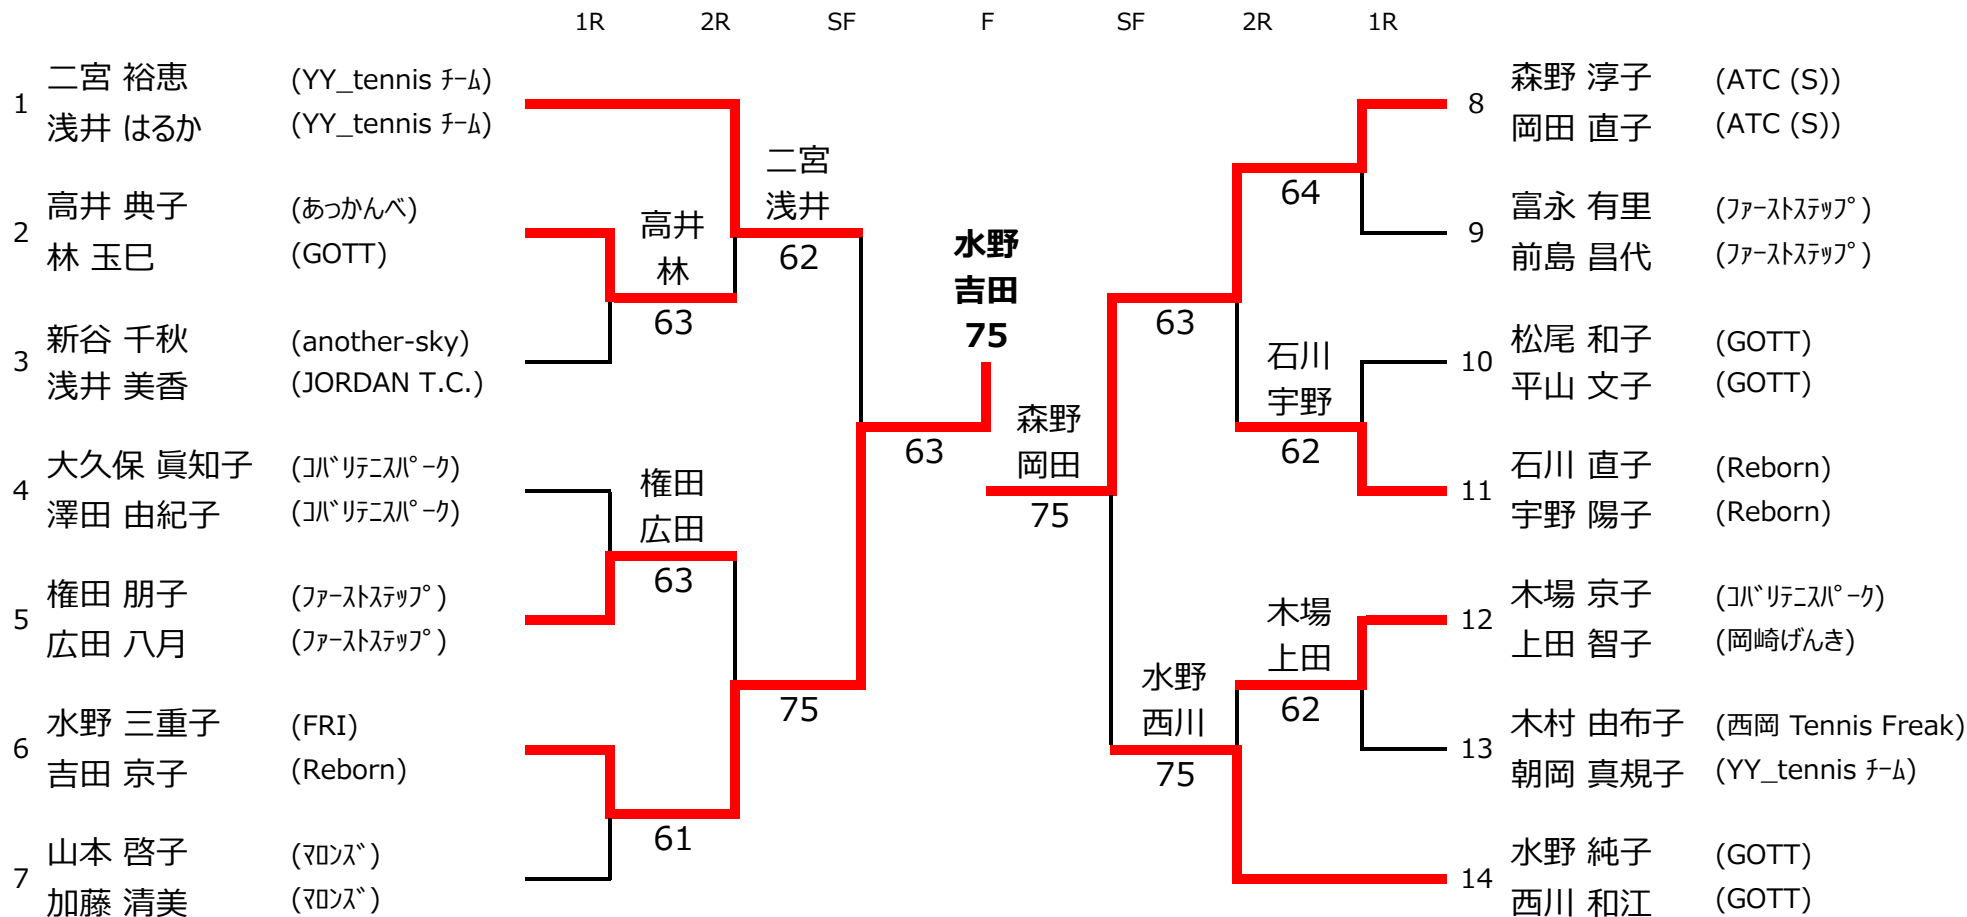 1R 2R SF F SF 2R 1R
1 二宮 裕恵 (YY_tennis ﾁｰﾑ)
浅井 はるか (YY_tennis ﾁｰﾑ)
2 高井 典子 (あっかんべ)
林 玉巳 (GOTT)
3 新谷 千秋 (another-sky)
浅井 美香 (JORDAN T.C.)
4 大久保 眞知子 (ｺﾊﾞﾘﾃﾆｽﾊﾟｰｸ)
澤田 由紀子 (ｺﾊﾞﾘﾃﾆｽﾊﾟｰｸ)
5 権田 朋子 (ﾌｧｰｽﾄｽﾃｯﾌﾟ)
広田 八月 (ﾌｧｰｽﾄｽﾃｯﾌﾟ)
6 水野 三重子 (FRI)
吉田 京子 (Reborn)
7 山本 啓子 (ﾏﾛﾝｽﾞ)
加藤 清美 (ﾏﾛﾝｽﾞ)
高井
林
63
権田
広田
63
61
二宮
浅井
62
75
63
水野
吉田
75
森野
岡田
75
63
水野
西川
75
64
石川
宇野
62
木場
上田
62
8 森野 淳子 (ATC (S))
岡田 直子 (ATC (S))
9 富永 有里 (ﾌｧｰｽﾄｽﾃｯﾌﾟ)
前島 昌代 (ﾌｧｰｽﾄｽﾃｯﾌﾟ)
10 松尾 和子 (GOTT)
平山 文子 (GOTT)
11 石川 直子 (Reborn)
宇野 陽子 (Reborn)
12 木場 京子 (ｺﾊﾞﾘﾃﾆｽﾊﾟｰｸ)
上田 智子 (岡崎げんき)
13 木村 由布子 (西岡 Tennis Freak)
朝岡 真規子 (YY_tennis ﾁｰﾑ)
14 水野 純子 (GOTT)
西川 和江 (GOTT)